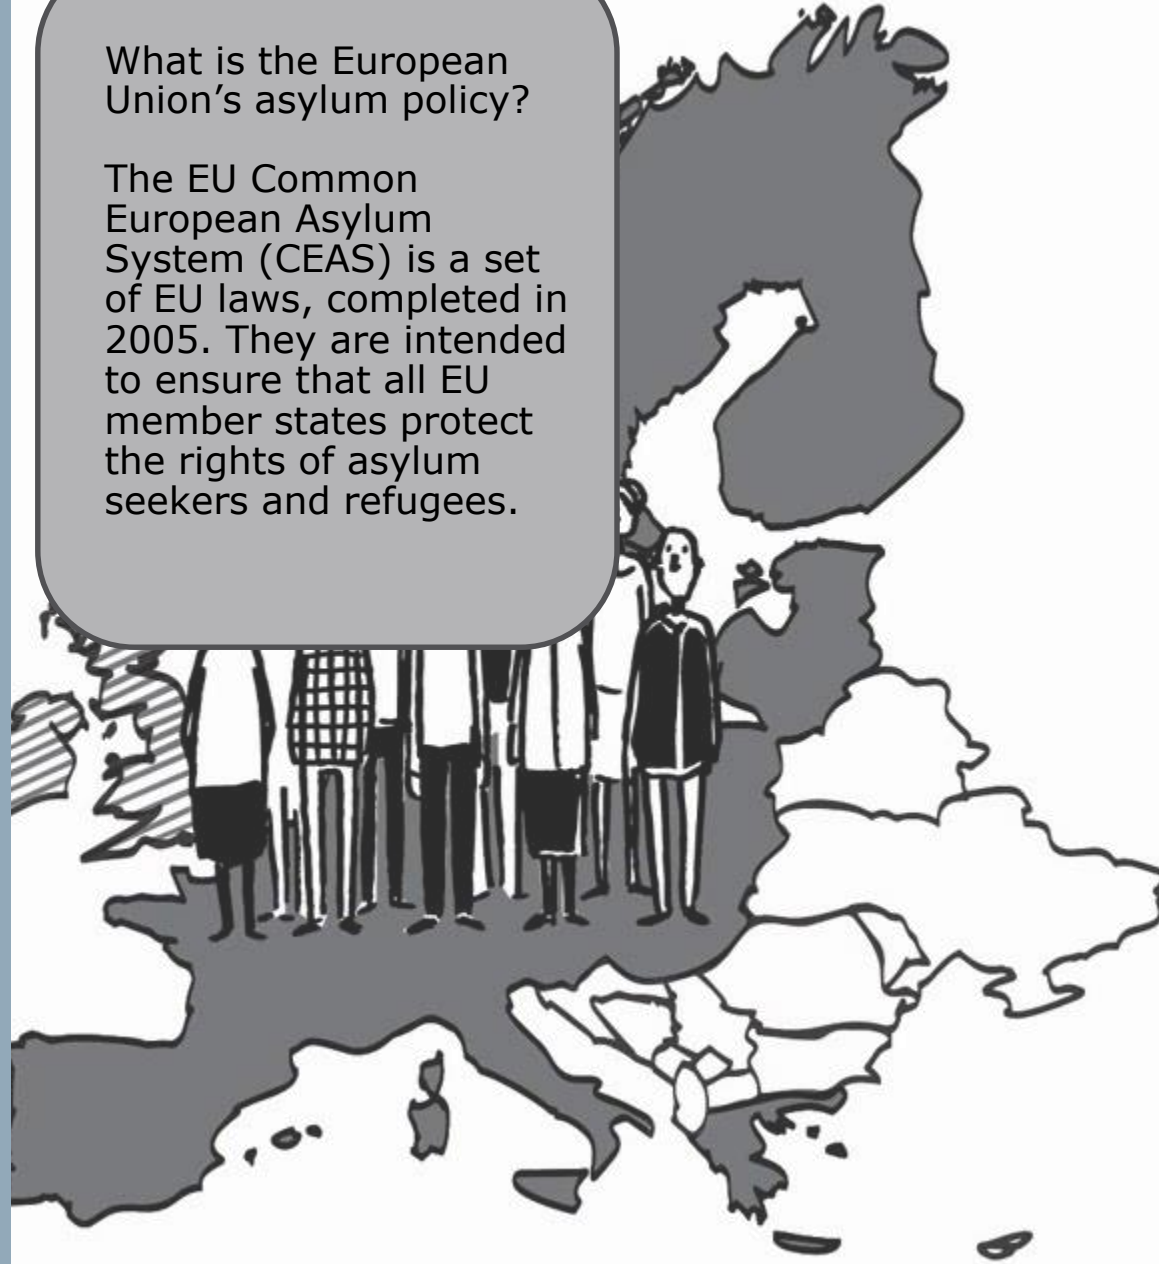 What is the European
Union’s asylum policy?
The EU Common
European Asylum
System (CEAS) is a set
of EU laws, completed in
2005. They are intended
to ensure that all EU
member states protect
the rights of asylum
seekers and refugees.